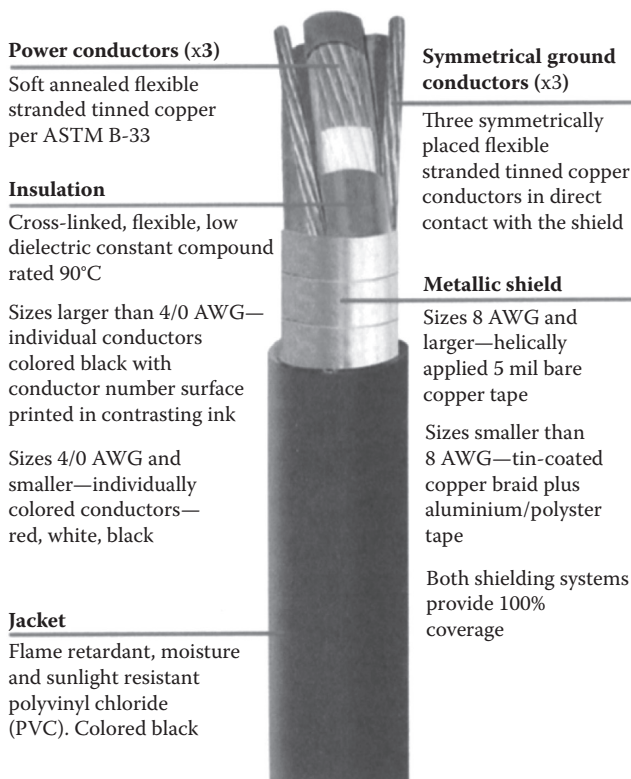 Power conductors (x3)
Soft annealed flexible
stranded tinned copper
per ASTM B-33
Insulation
Cross-linked, flexible, low
dielectric constant compound
rated 90°C
Sizes larger than 4/0 AWG—
individual conductors
colored black with
conductor number surface
printed in contrasting ink
Sizes 4/0 AWG and
smaller—individually
colored conductors—
red, white, black
Jacket
Flame retardant, moisture
and sunlight resistant
polyvinyl chloride
(PVC). Colored black
Symmetrical ground
conductors (x3)
Three symmetrically
placed flexible
stranded tinned copper
conductors in direct
contact with the shield
Metallic shield
Sizes 8 AWG and
larger—helically
applied 5 mil bare
copper tape
Sizes smaller than
8 AWG—tin-coated
copper braid plus
aluminium/polyster
tape
Both shielding systems
provide 100%
coverage